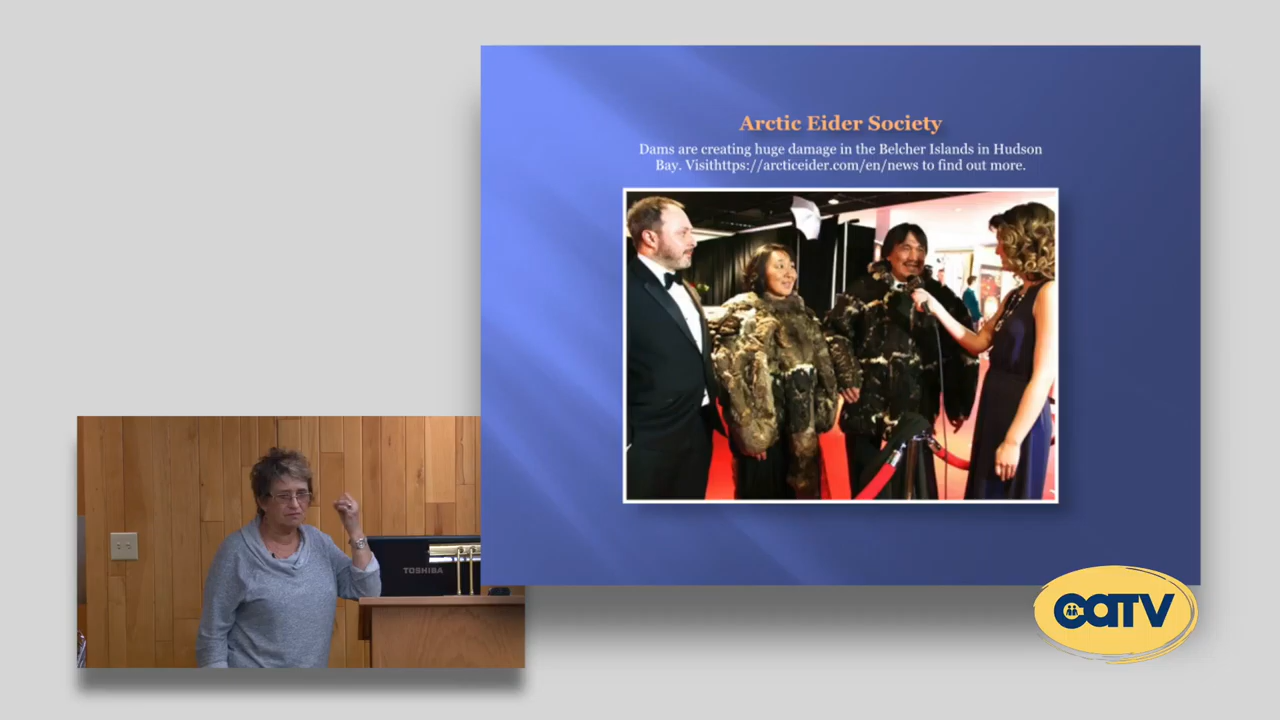 Arctic Eider Society
Dams are creating huge damage in the Belcher Islands in Hudson
Bay. Visithttps://arcticeider.com/en/news to find out more.
TOSHIBA
CATV